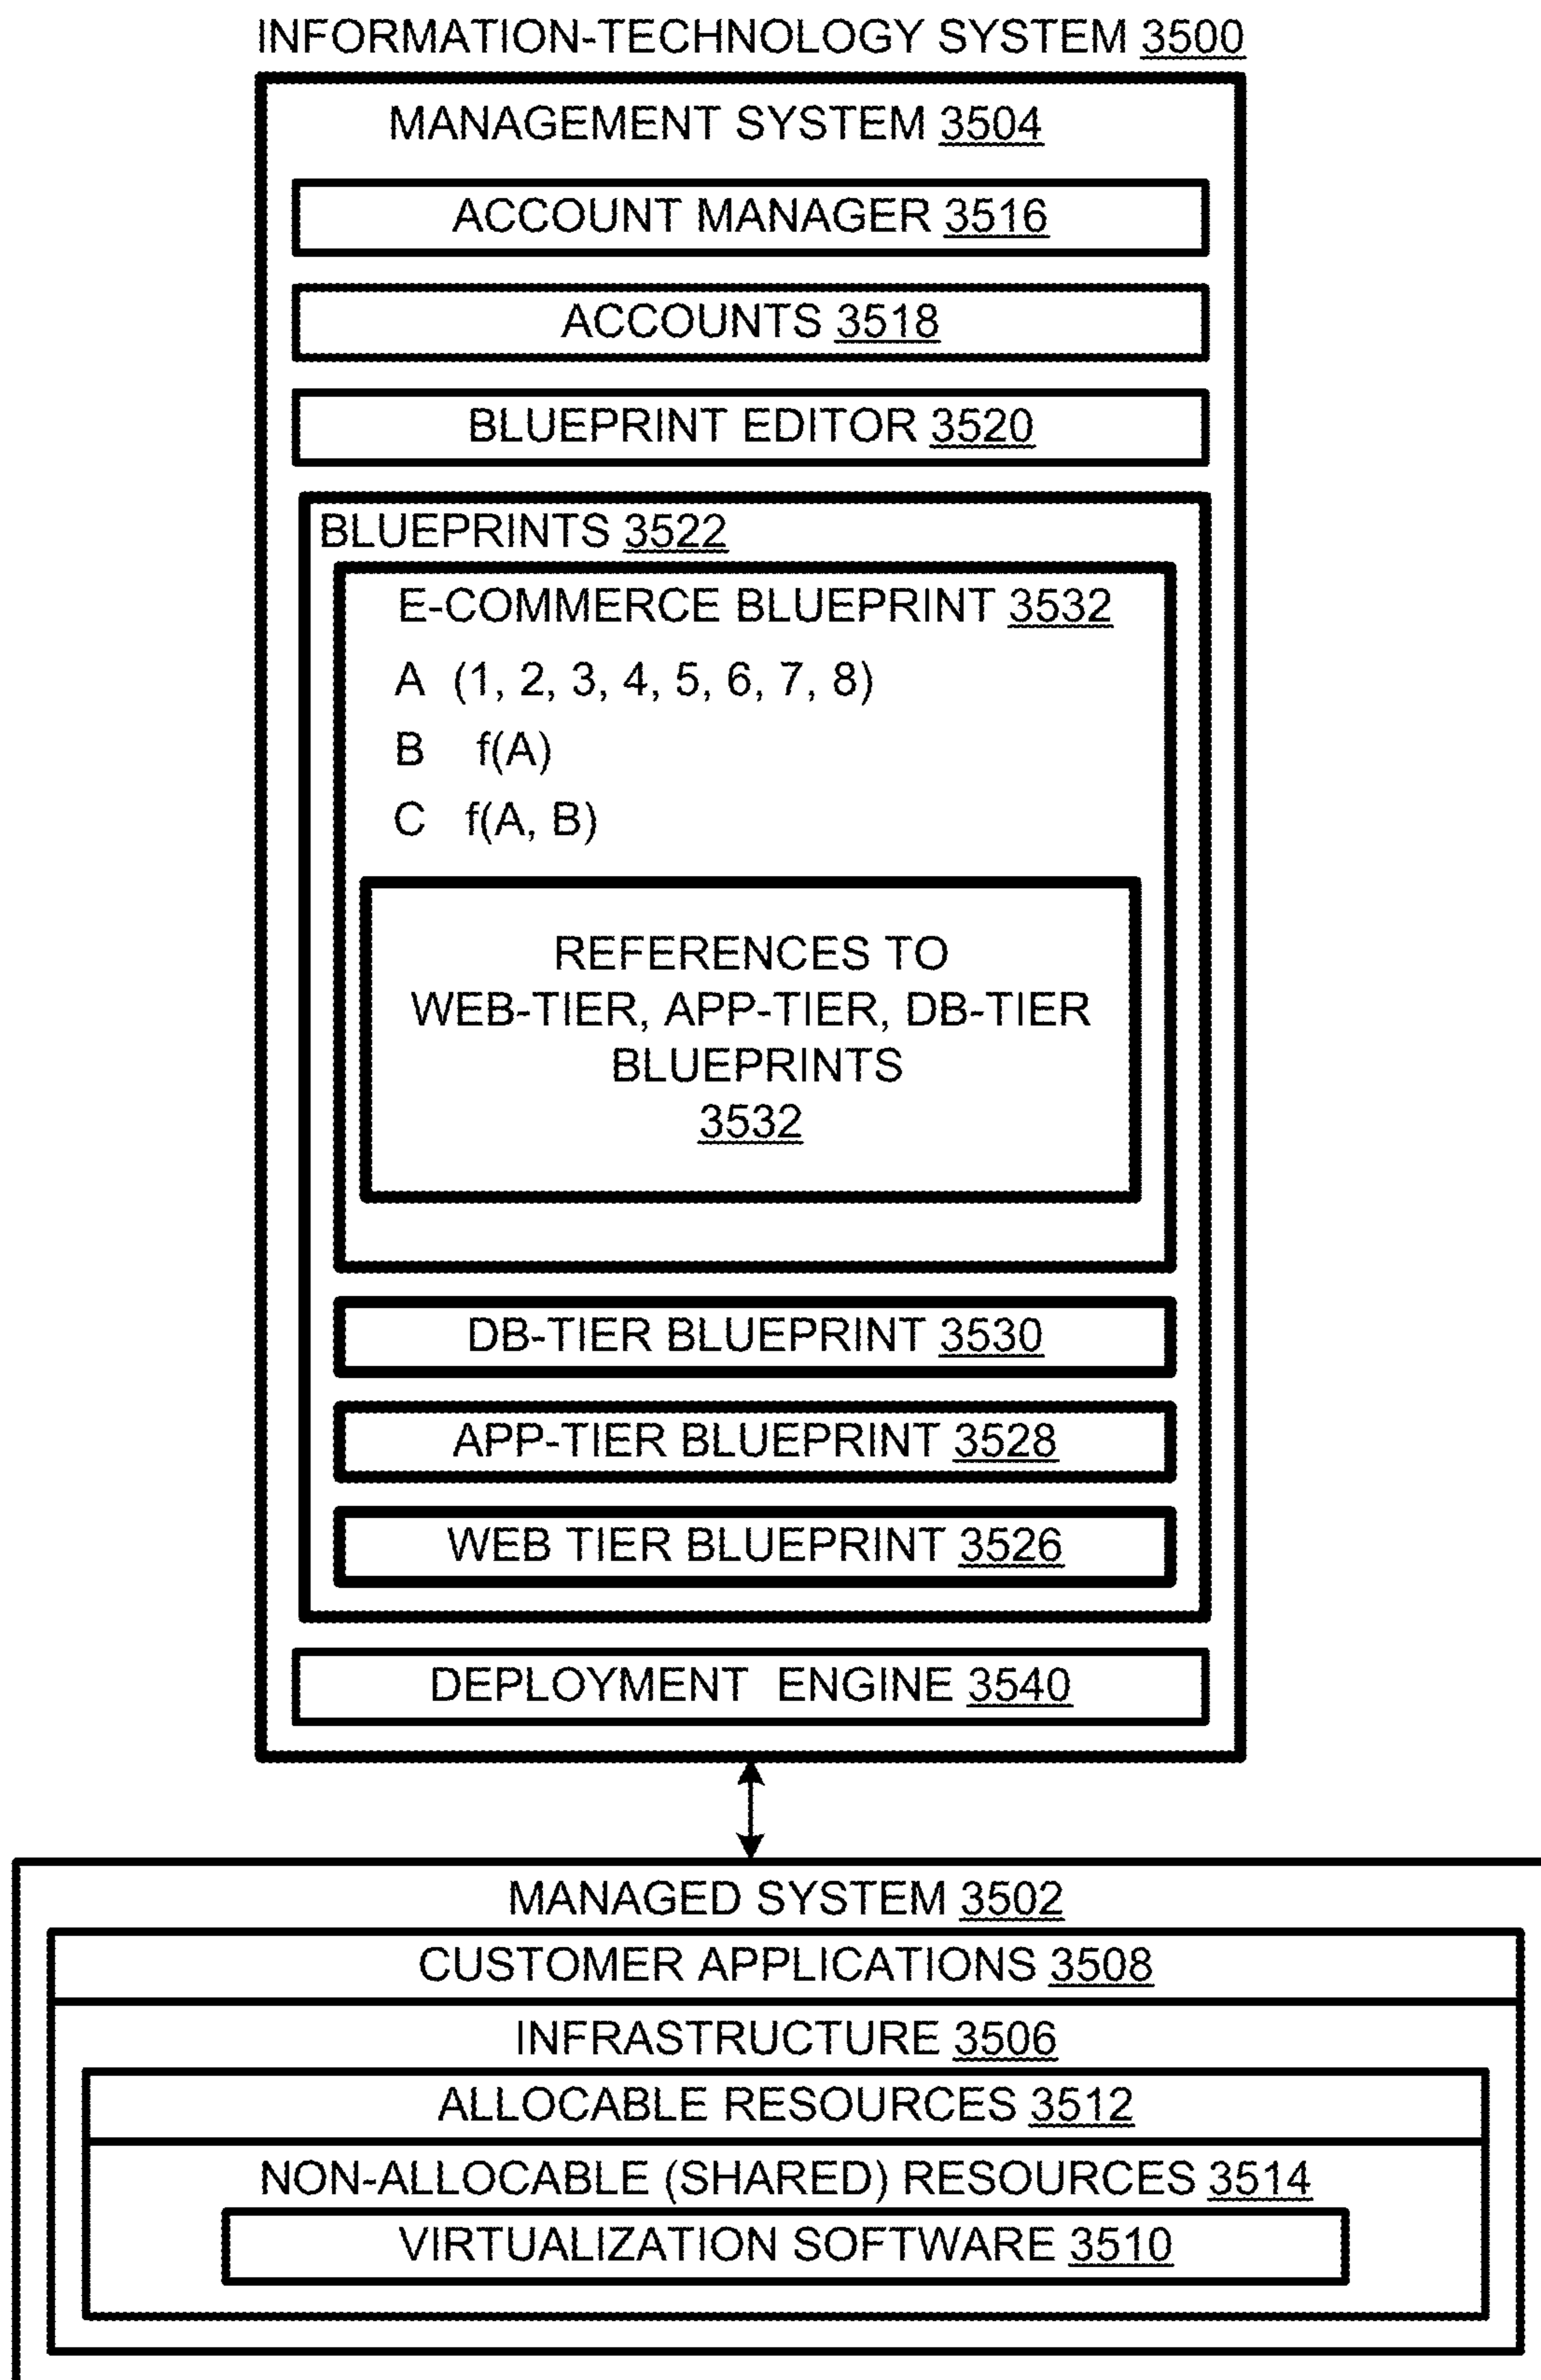 INFORMATION-TECHNOLOGY SYSTEM 3500
MANAGEMENT SYSTEM 3504
ACCOUNT MANAGER 3516
ACCOUNTS 3518
BLUEPRINT EDITOR 3520
BLUEPRINTS 3522
E-COMMERCE BLUEPRINT 3532
A (1, 2, 3, 4, 5, 6, 7, 8)
B f(A)
C f(A, B)
REFERENCES TO
WEB-TIER, APP-TIER, DB-TIER
BLUEPRINTS
3532
DB-TIER BLUEPRINT 3530
APP-TIER BLUEPRINT 3528
WEB TIER BLUEPRINT 3526
DEPLOYMENT ENGINE 3540
MANAGED SYSTEM 3502
CUSTOMER APPLICATIONS 3508
INFRASTRUCTURE 3506
ALLOCABLE RESOURCES 3512
NON-ALLOCABLE (SHARED) RESOURCES 3514
VIRTUALIZATION SOFTWARE 3510